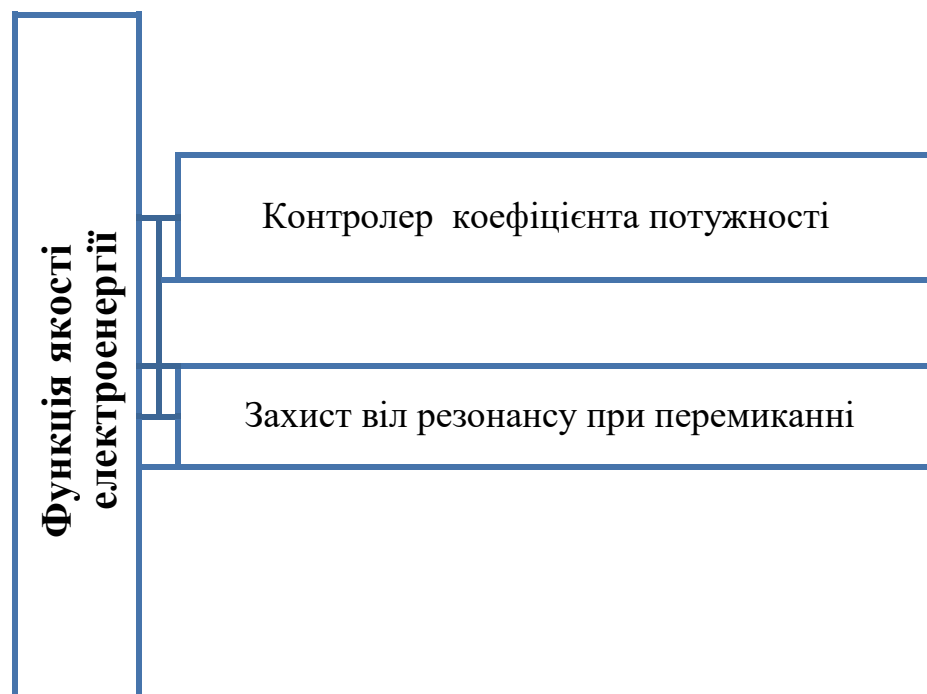 Функція якості
електроенергії
Контролер  коефіцієнта потужності
Захист віл резонансу при перемиканні